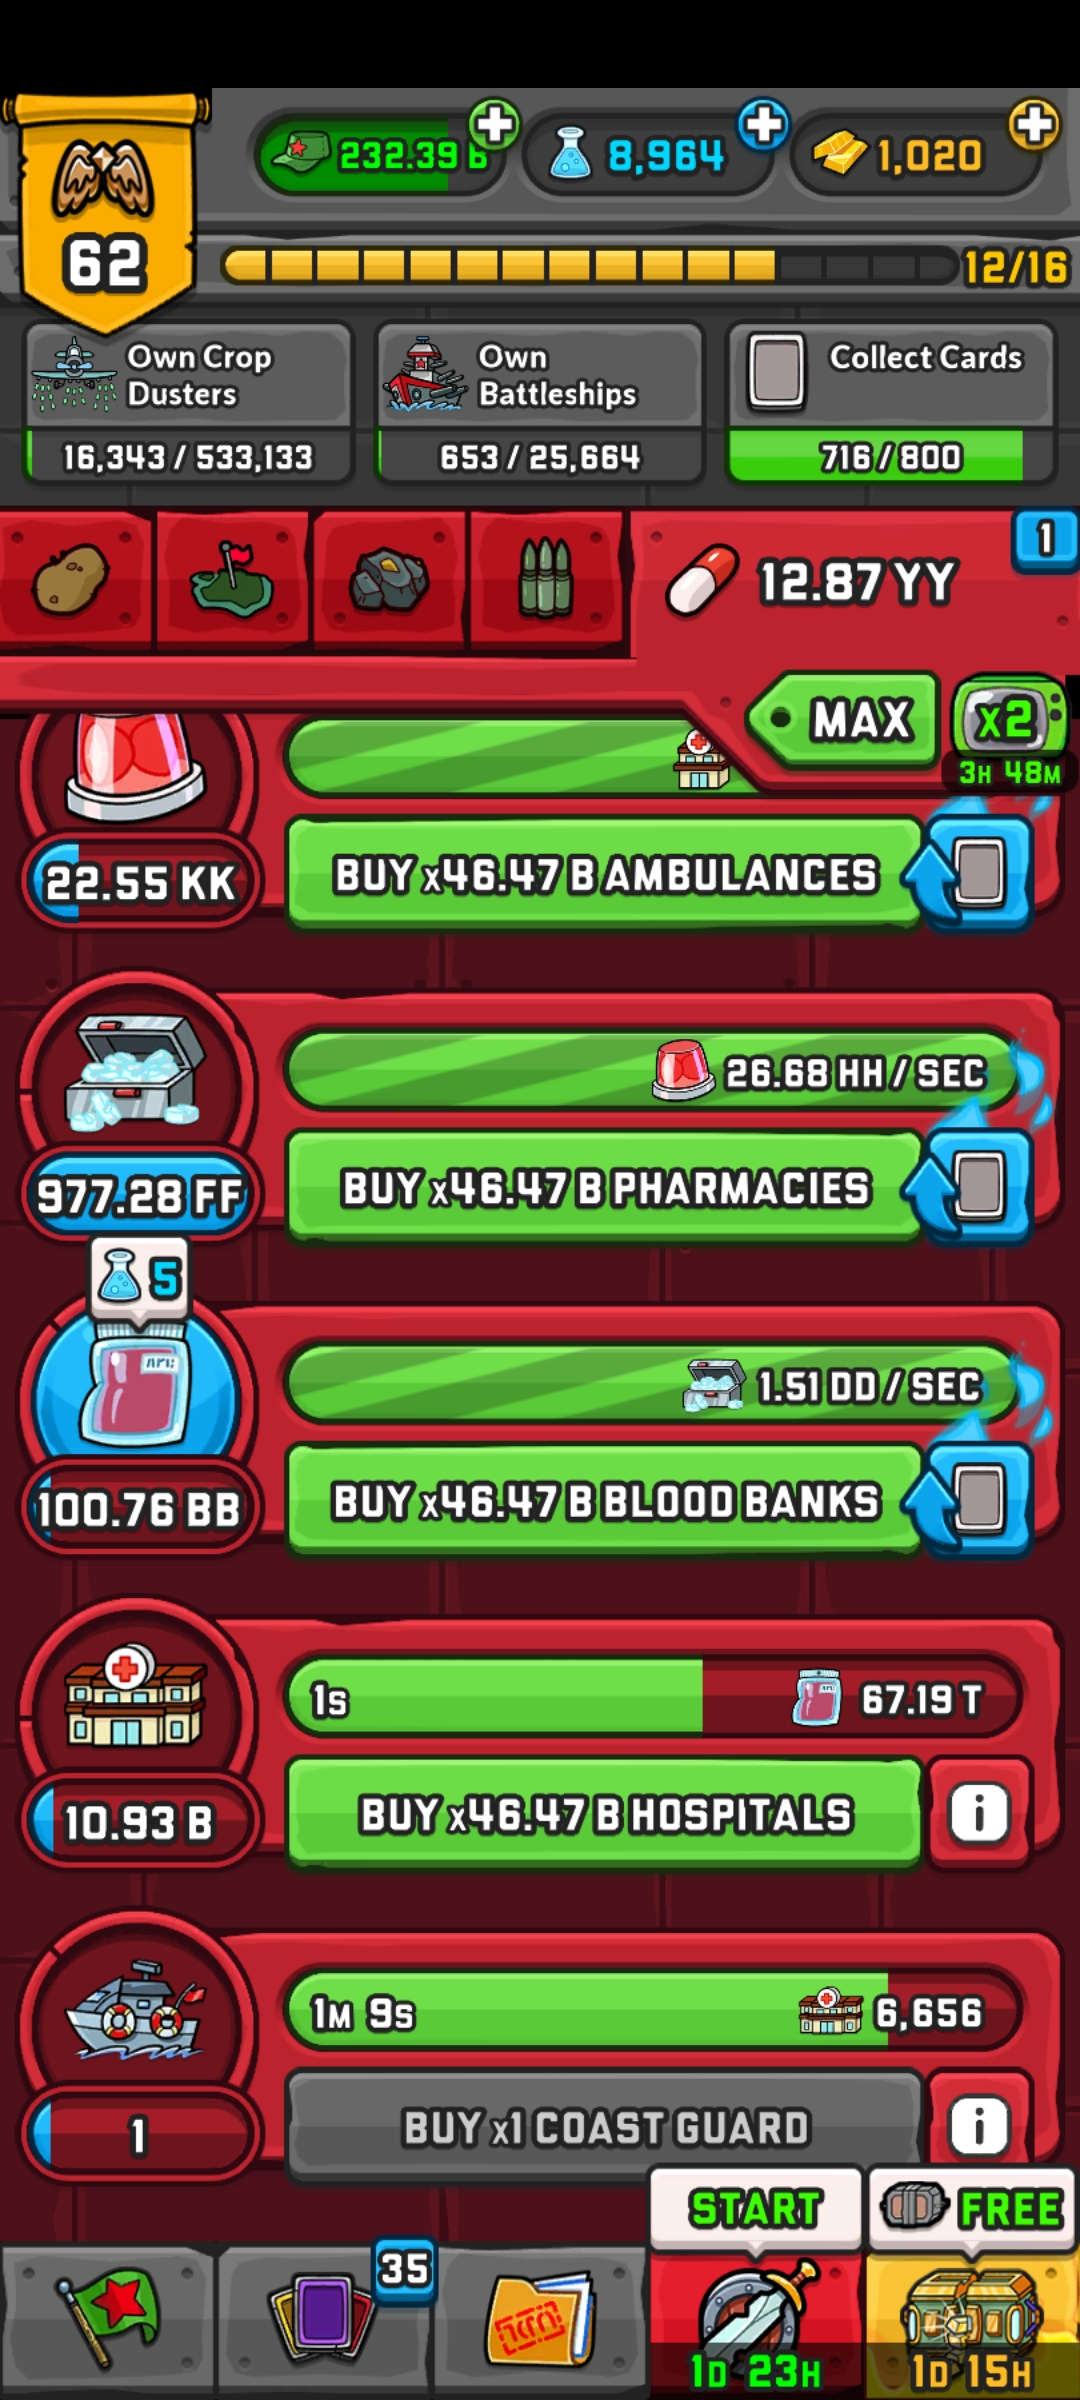 62
232.39 B
8,964
1,020
12/16
Own Crop
Dusters
16,343 / 533,133
Own
Battleships
653 / 25,664
Collect Cards
716 / 800
12.87 YY
1
MAX
x2
3H 48M
22.55 KK
BUY x46.47 B AMBULANCES
26.68 HH / SEC
977.28 FF
BUY x46.47 B PHARMACIES
5
1.51 DD / SEC
100.76 BB
BUY x46.47 B BLOOD BANKS
1S
67.19 T
10.93 B
BUY x46.47 B HOSPITALS
i
1M 9S
6,656
1
BUY x1 COAST GUARD
i
START
FREE
35
1D 23H
1D 15H